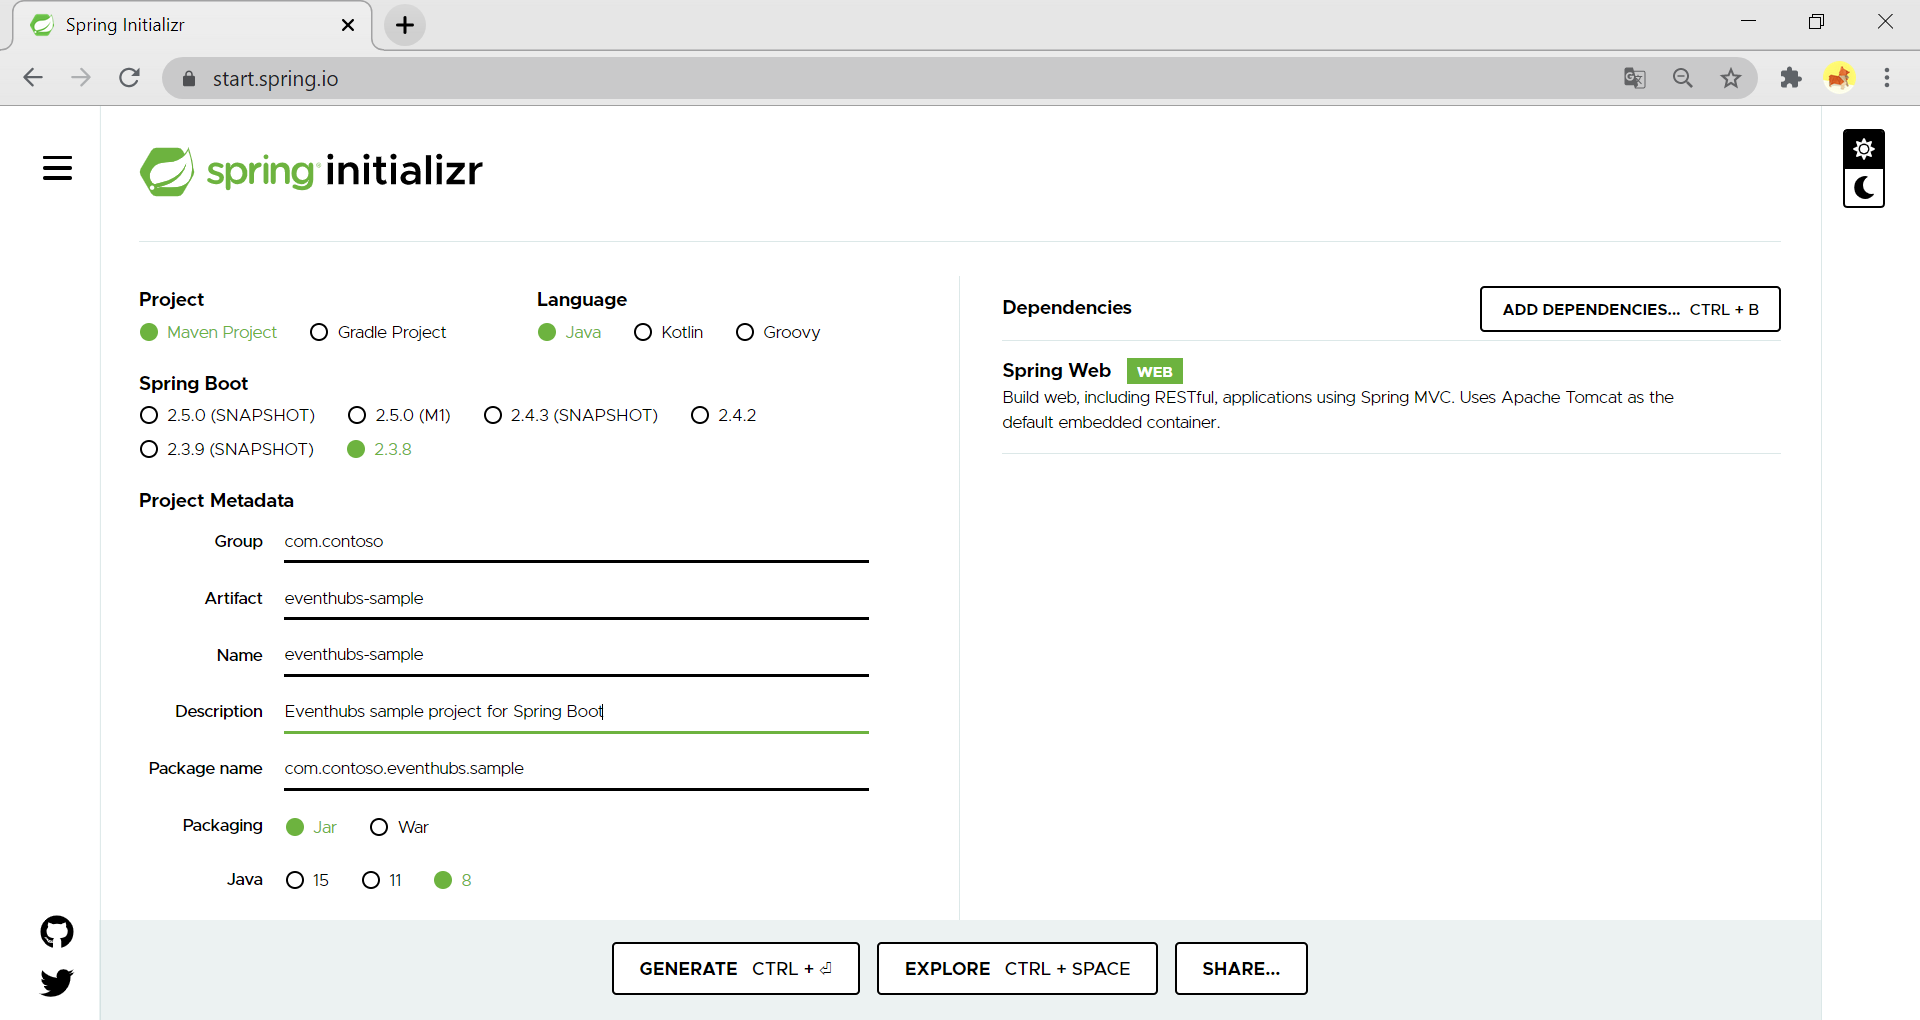 Spring Initializr
start.spring.io
spring initializr
Project
Maven Project Gradle Project
Language
Java Kotlin Groovy
Spring Boot
2.5.0 (SNAPSHOT) 2.5.0 (M1) 2.4.3 (SNAPSHOT) 2.4.2
2.3.9 (SNAPSHOT) 2.3.8
Project Metadata
Group com.contoso
Artifact eventhubs-sample
Name eventhubs-sample
Description Eventhubs sample project for Spring Boot
Package name com.contoso.eventhubs.sample
Packaging Jar War
Java 15 11 8
Dependencies ADD DEPENDENCIES... CTRL + B
Spring Web WEB
Build web, including RESTful, applications using Spring MVC. Uses Apache Tomcat as the
default embedded container.
GENERATE CTRL + ⏎ EXPLORE CTRL + SPACE SHARE...